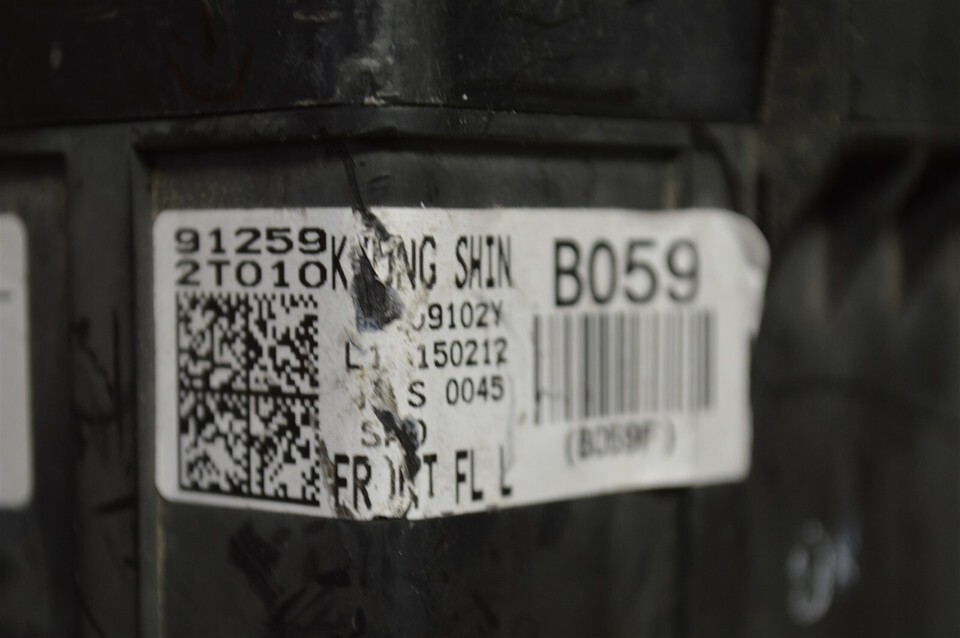 91259
2T010
SHIN
9102Y
150212
S 0045
FL L
B059
(B059F)